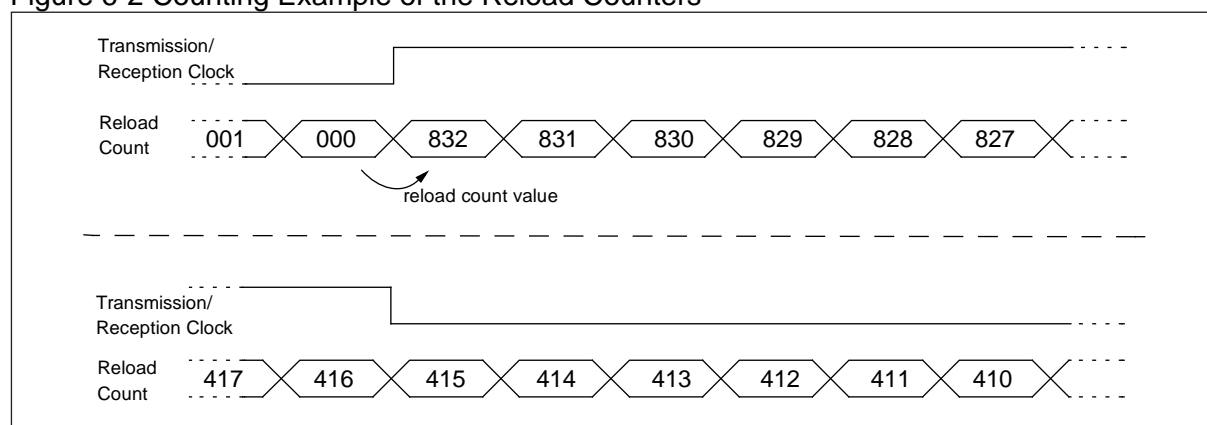 Figure 6-2 Counting Example of the Reload Counters
Transmission/
Reception Clock
Reload
Count
001 000 832 831 830 829 828 827
reload count value
Transmission/
Reception Clock
Reload
Count
417 416 415 414 413 412 411 410